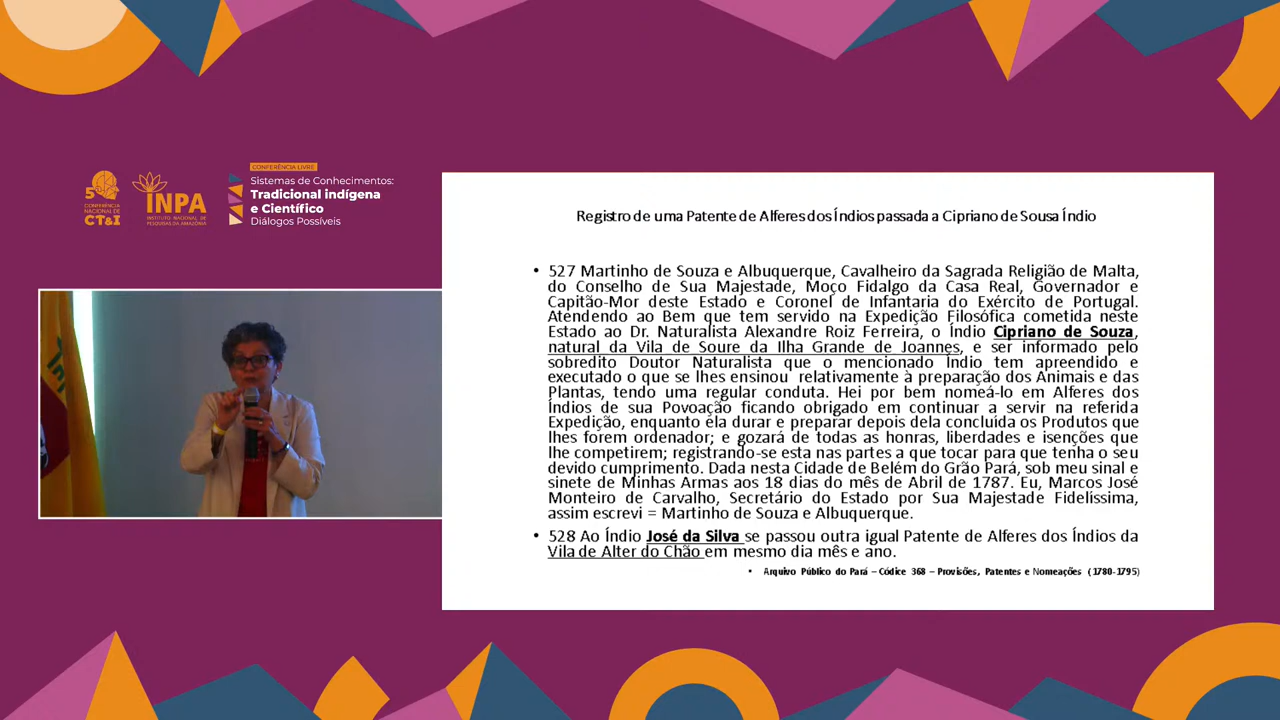 CONFERÊNCIA LIVRE
Sistemas de Conhecimentos:
Tradicional indígena
e Científico
Diálogos Possíveis
5
CONFERÊNCIA
NACIONAL DE
CT&I
INPA
INSTITUTO NACIONAL DE
PESQUISAS DA AMAZÔNIA
Registro de uma Patente de Alferes dos Índios passada a Cipriano de Sousa Índio
• 527 Martinho de Souza e Albuquerque, Cavalheiro da Sagrada Religião de Malta,
do Conselho de Sua Majestade, Moço Fidalgo da Casa Real, Governador e
Capitão-Mor deste Estado e Coronel de Infantaria do Exército de Portugal.
Atendendo ao Bem que tem servido na Expedição Filosófica cometida neste
Estado ao Dr. Naturalista Alexandre Roiz Ferreira, o Índio Cipriano de Souza,
natural da Vila de Soure da Ilha Grande de Joannes, e ser informado pelo
sobredito Doutor Naturalista que o mencionado Índio tem apreendido e
executado o que se lhes ensinou relativamente à preparação dos Animais e das
Plantas, tendo uma regular conduta. Hei por bem nomeá-lo em Alferes dos
Índios de sua Povoação ficando obrigado em continuar a servir na referida
Expedição, enquanto ela durar e preparar depois dela concluída os Produtos que
lhes forem ordenador; e gozará de todas as honras, liberdades e isenções que
lhe competirem; registrando-se esta nas partes a que tocar para que tenha o seu
devido cumprimento. Dada nesta Cidade de Belém do Grão Pará, sob meu sinal e
sinete de Minhas Armas aos 18 dias do mês de Abril de 1787. Eu, Marcos José
Monteiro de Carvalho, Secretário do Estado por Sua Majestade Fidelíssima,
assim escrevi = Martinho de Souza e Albuquerque.
• 528 Ao Índio José da Silva se passou outra igual Patente de Alferes dos Índios da
Vila de Alter do Chão em mesmo dia mês e ano.
• Arquivo Público do Pará – Códice 368 – Provisões, Patentes e Nomeações (1780-1795)